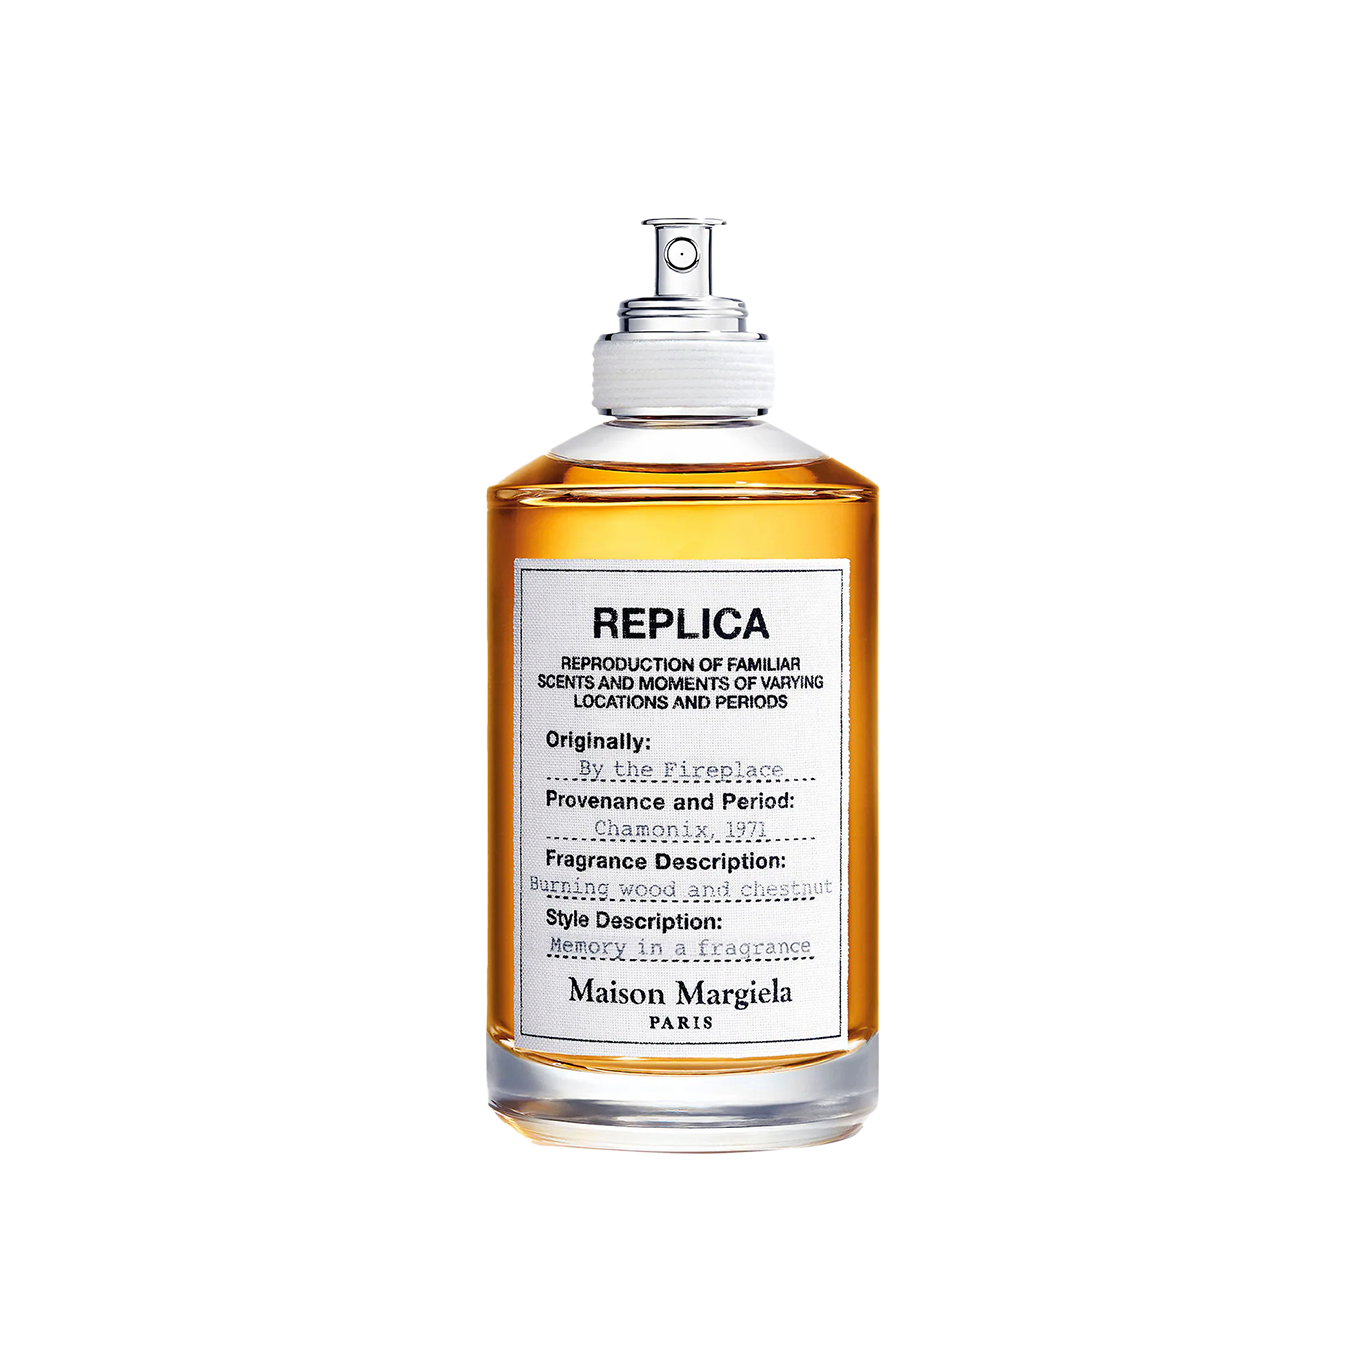 REPLICA
REPRODUCTION OF FAMILIAR
SCENTS AND MOMENTS OF VARYING
LOCATIONS AND PERIODS
Originally:
By the Fireplace
Provenance and Period:
Chamonix, 1971
Fragrance Description:
Burning wood and chestnut
Style Description:
Memory in a fragrance
Maison Margiela
PARIS